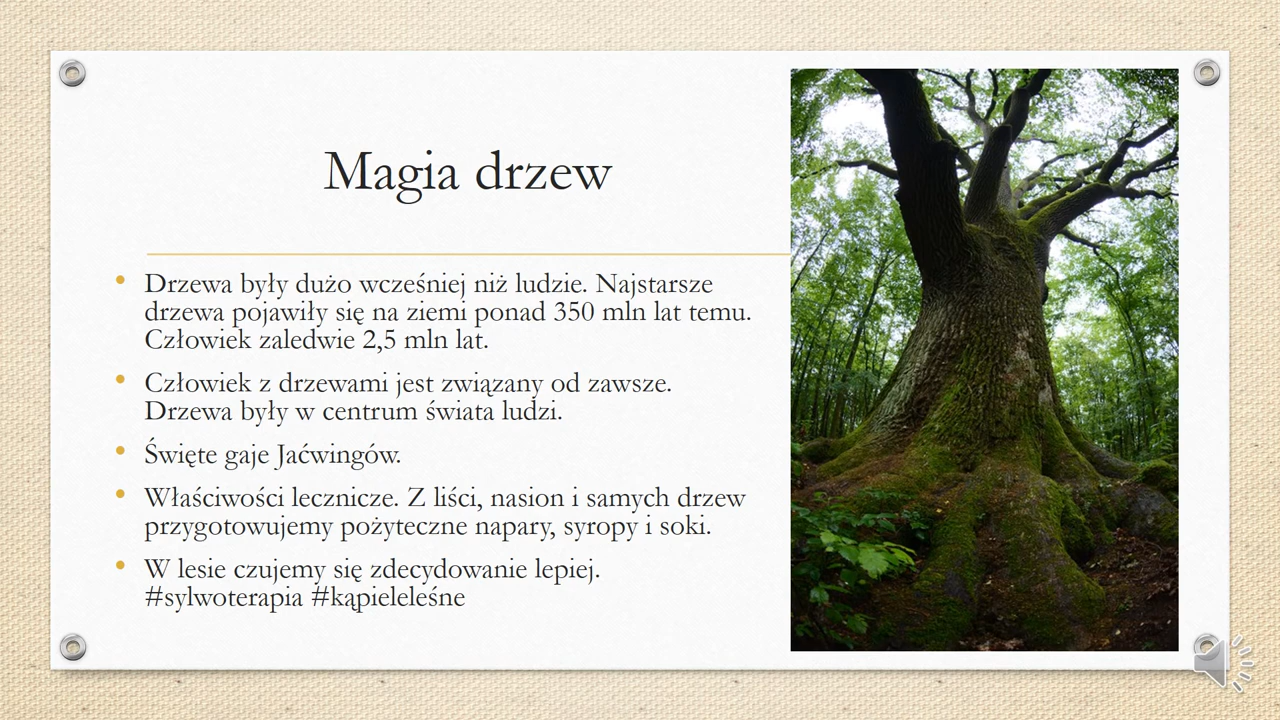 Magia drzew
• Drzewa były dużo wcześniej niż ludzie. Najstarsze
drzewa pojawiły się na ziemi ponad 350 mln lat temu.
Człowiek zaledwie 2,5 mln lat.
• Człowiek z drzewami jest związany od zawsze.
Drzewa były w centrum świata ludzi.
• Święte gaje Jaćwingów.
• Właściwości lecznicze. Z liści, nasion i samych drzew
przygotowujemy pożyteczne napary, syropy i soki.
• W lesie czujemy się zdecydowanie lepiej.
#sylwoterapia #kąpieleleśne